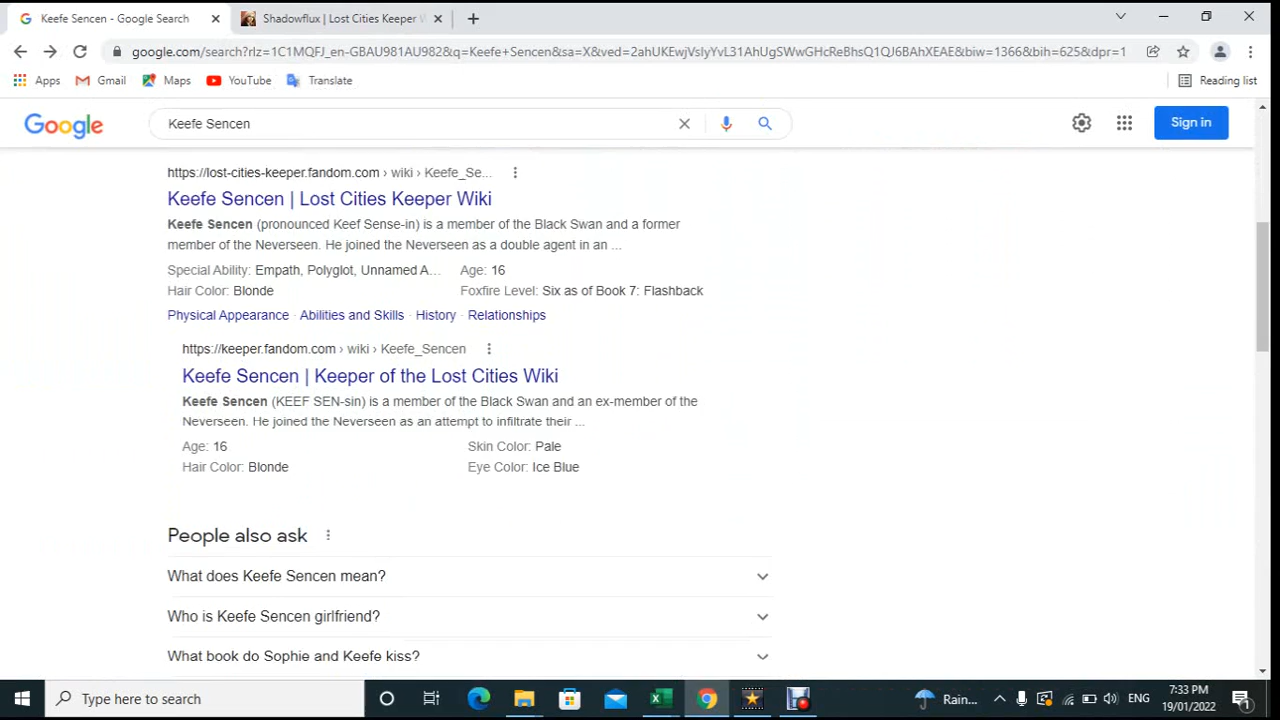 Keefe Sencen - Google Search
Shadowflux | Lost Cities Keeper W
google.com/search?rlz=1C1MQFJ_en-GBAU981AU982&q=Keefe+Sencen&sa=X&ved=2ahUKEwjVslyYvL31AhUgSWwGHcReBhsQ1QJ6BAhXEAE&biw=1366&bih=625&dpr=1
Apps
Gmail
Maps
YouTube
Translate
Reading list
Google
Keefe Sencen
Sign in
https://lost-cities-keeper.fandom.com › wiki › Keefe_Se...
Keefe Sencen | Lost Cities Keeper Wiki
Keefe Sencen (pronounced Keef Sense-in) is a member of the Black Swan and a former
member of the Neverseen. He joined the Neverseen as a double agent in an ...
Special Ability: Empath, Polyglot, Unnamed A... Age: 16
Hair Color: Blonde Foxfire Level: Six as of Book 7: Flashback
Physical Appearance · Abilities and Skills · History · Relationships
https://keeper.fandom.com › wiki › Keefe_Sencen
Keefe Sencen | Keeper of the Lost Cities Wiki
Keefe Sencen (KEEF SEN-sin) is a member of the Black Swan and an ex-member of the
Neverseen. He joined the Neverseen as an attempt to infiltrate their ...
Age: 16 Skin Color: Pale
Hair Color: Blonde Eye Color: Ice Blue
People also ask
What does Keefe Sencen mean?
Who is Keefe Sencen girlfriend?
What book do Sophie and Keefe kiss?
Type here to search
Rain...
ENG
7:33 PM
19/01/2022
1